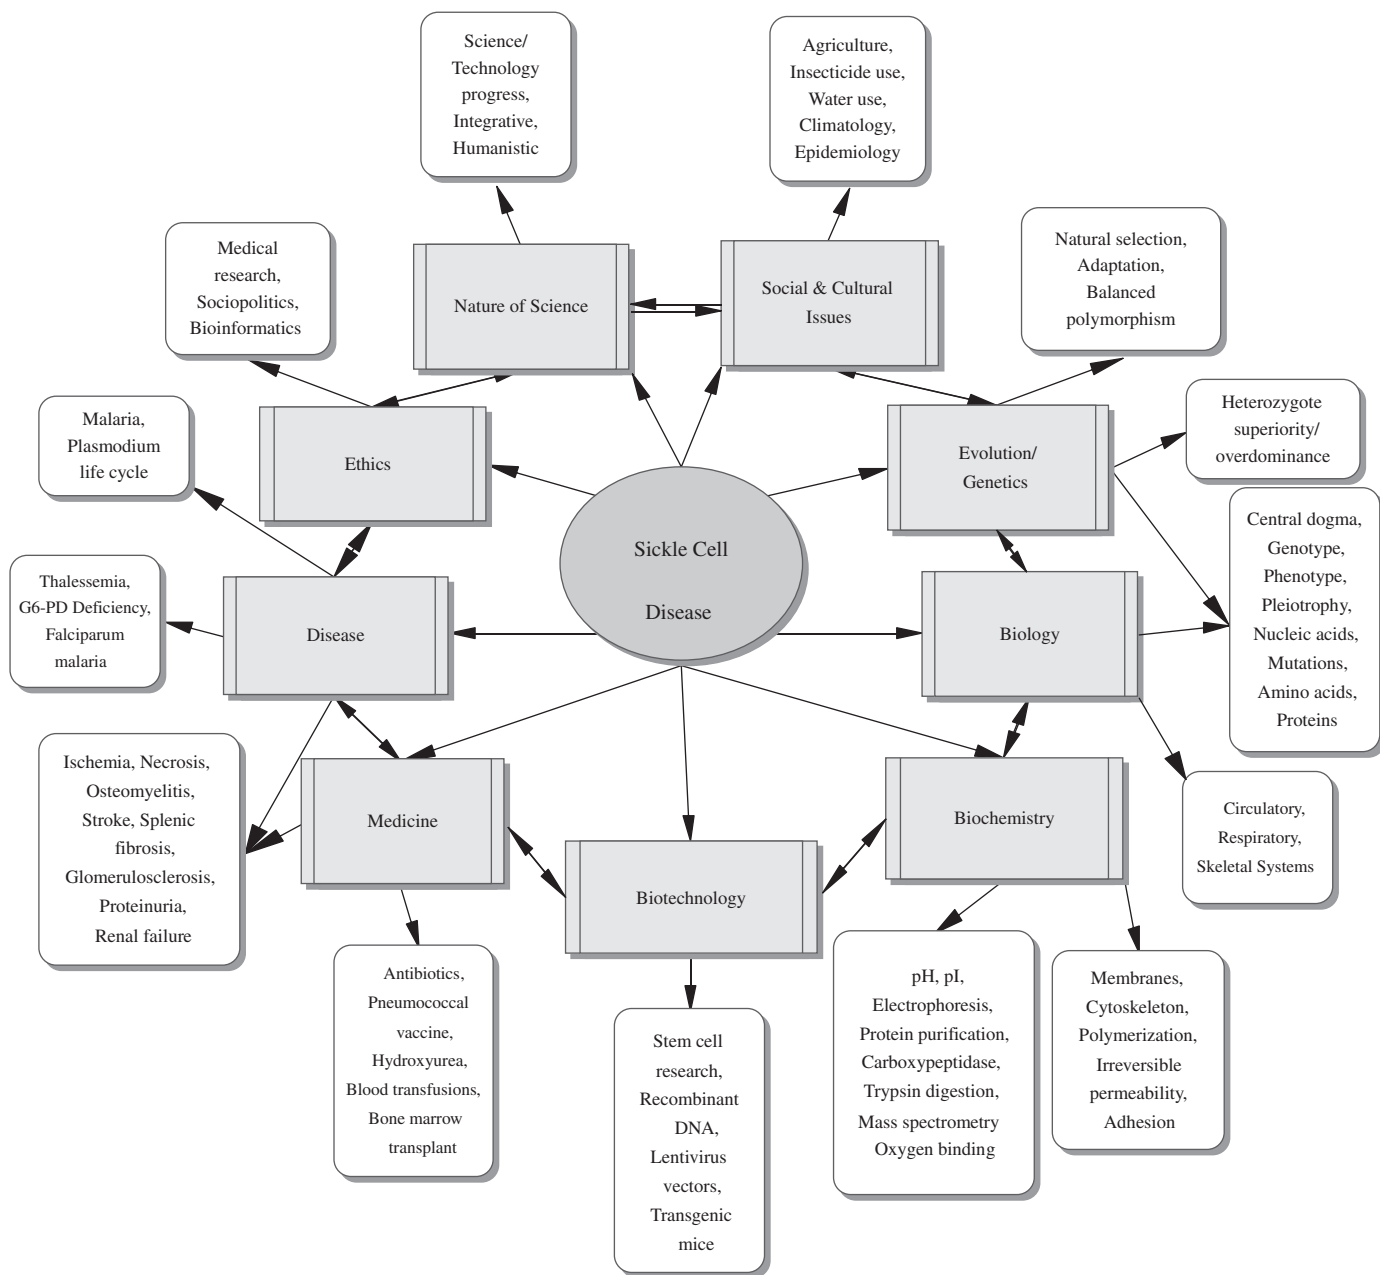 Science/
Technology
progress,
Integrative,
Humanistic
Agriculture,
Insecticide use,
Water use,
Climatology,
Epidemiology
Medical
research,
Sociopolitics,
Bioinformatics
Nature of Science
Social & Cultural
Issues
Natural selection,
Adaptation,
Balanced
polymorphism
Malaria,
Plasmodium
life cycle
Ethics
Evolution/
Genetics
Heterozygote
superiority/
overdominance
Sickle Cell
Disease
Central dogma,
Genotype,
Phenotype,
Pleiotrophy,
Nucleic acids,
Mutations,
Amino acids,
Proteins
Thalessemia,
G6-PD Deficiency,
Falciparum
malaria
Disease
Biology
Ischemia, Necrosis,
Osteomyelitis,
Stroke, Splenic
fibrosis,
Glomerulosclerosis,
Proteinuria,
Renal failure
Medicine
Biotechnology
Biochemistry
Circulatory,
Respiratory,
Skeletal Systems
Antibiotics,
Pneumococcal
vaccine,
Hydroxyurea,
Blood transfusions,
Bone marrow
transplant
Stem cell
research,
Recombinant
DNA,
Lentivirus
vectors,
Transgenic
mice
pH, pI,
Electrophoresis,
Protein purification,
Carboxypeptidase,
Trypsin digestion,
Mass spectrometry
Oxygen binding
Membranes,
Cytoskeleton,
Polymerization,
Irreversible
permeability,
Adhesion